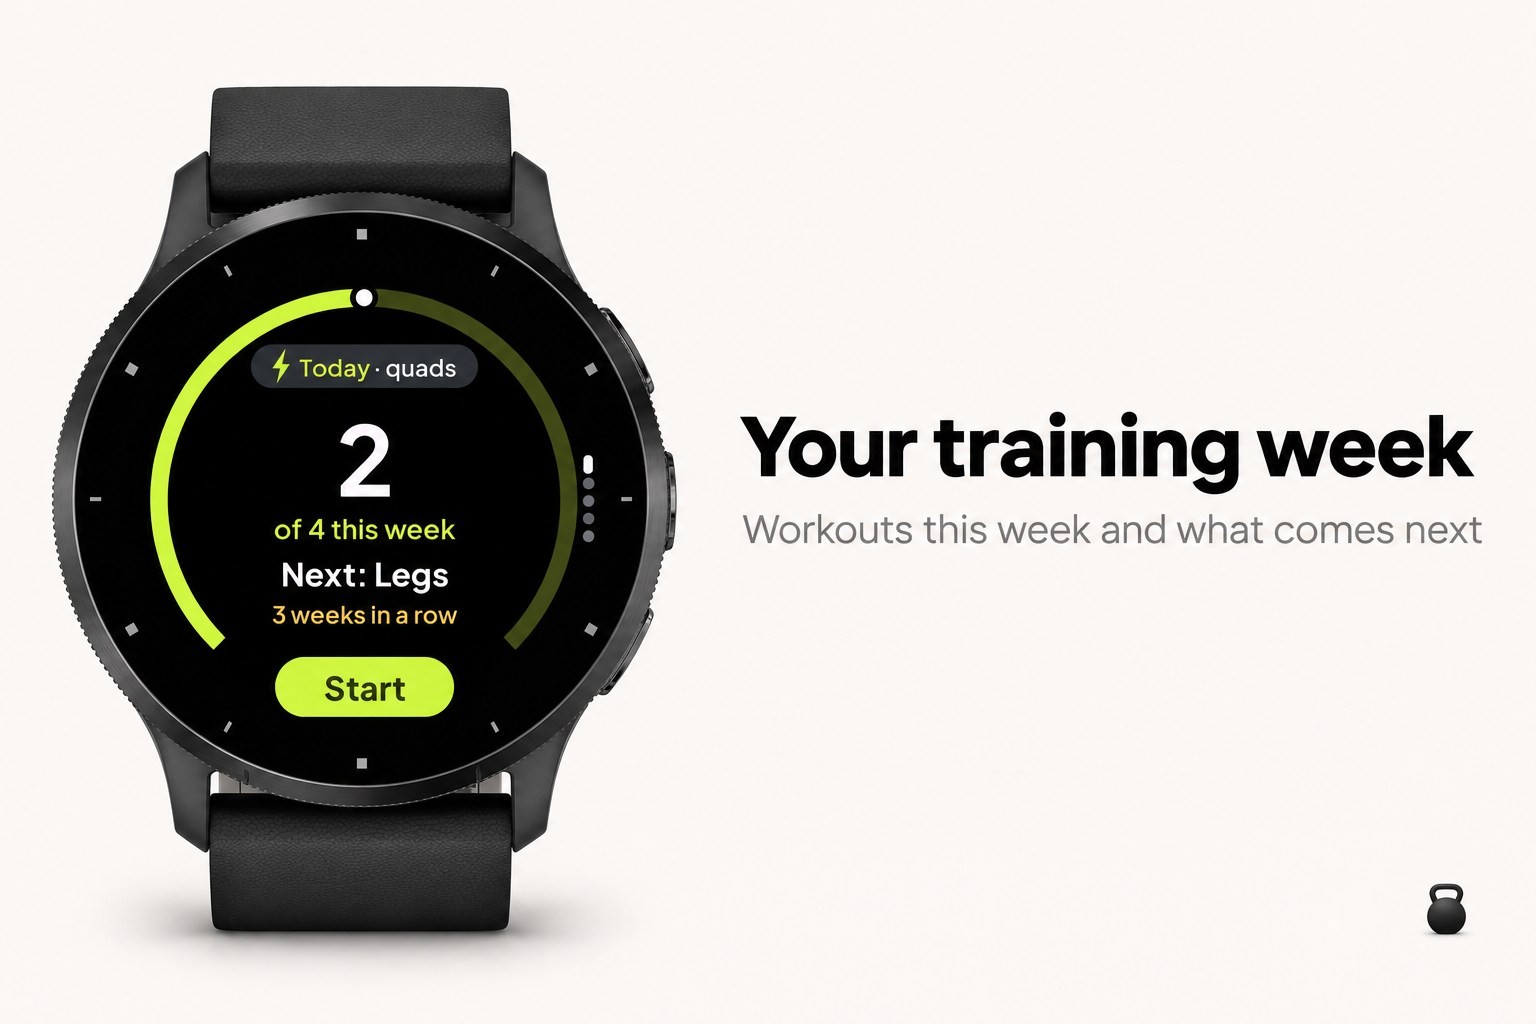 Today · quads
2
of 4 this week
Next: Legs
3 weeks in a row
Start
Your training week
Workouts this week and what comes next